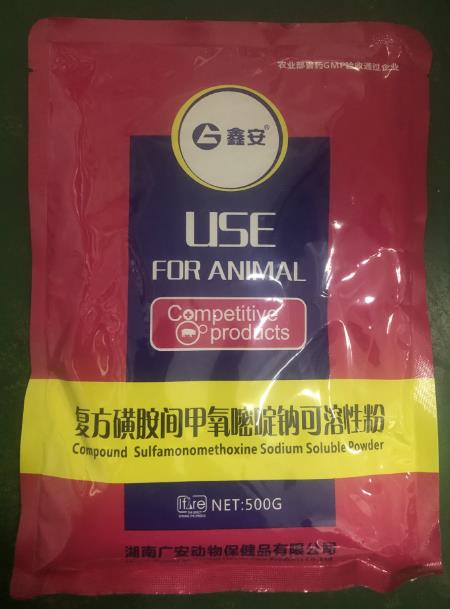 农业部兽药GMP验收通过企业
鑫安®
USE
FOR ANIMAL
Competitive
products
复方磺胺间甲氧嘧啶钠可溶性粉
Compound Sulfamonomethoxine Sodium Soluble Powder
NET:500G
湖南广安动物保健品有限公司